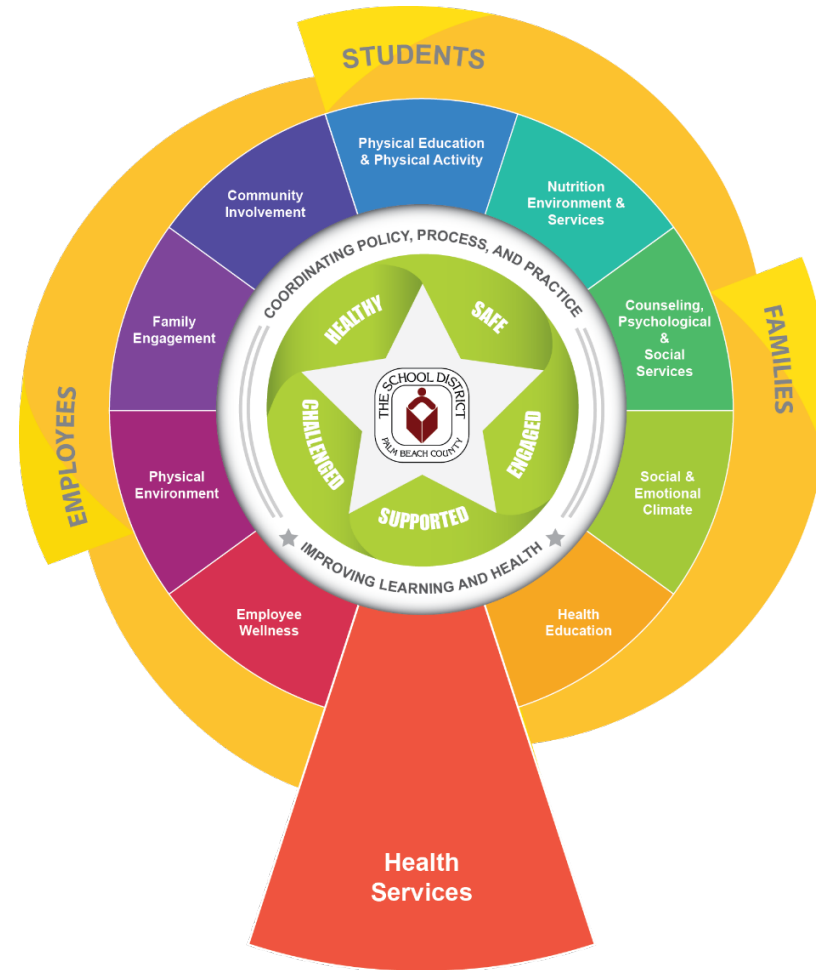 STUDENTS
FAMILIES
EMPLOYEES
Physical Education
& Physical Activity
Nutrition
Environment &
Services
Counseling,
Psychological
&
Social
Services
Social &
Emotional
Climate
Health
Education
Health
Services
Employee
Wellness
Physical
Environment
Family
Engagement
Community
Involvement
COORDINATING POLICY, PROCESS, AND PRACTICE
IMPROVING LEARNING AND HEALTH
HEALTHY
SAFE
ENGAGED
SUPPORTED
CHALLENGED
THE SCHOOL DISTRICT
PALM BEACH COUNTY